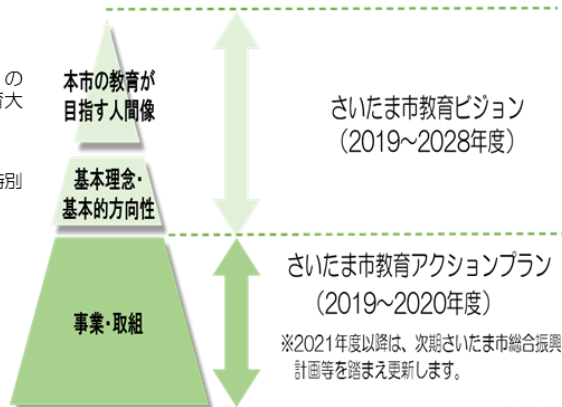 の
育大
特別
本市の教育が
目指す人間像
基本理念・
基本的方向性
事業・取組
さいたま市教育ビジョン
（2019～2028年度）
さいたま市教育アクションプラン
（2019～2020年度）
※2021年度以降は、次期さいたま市総合振興
計画等を踏まえ更新します。